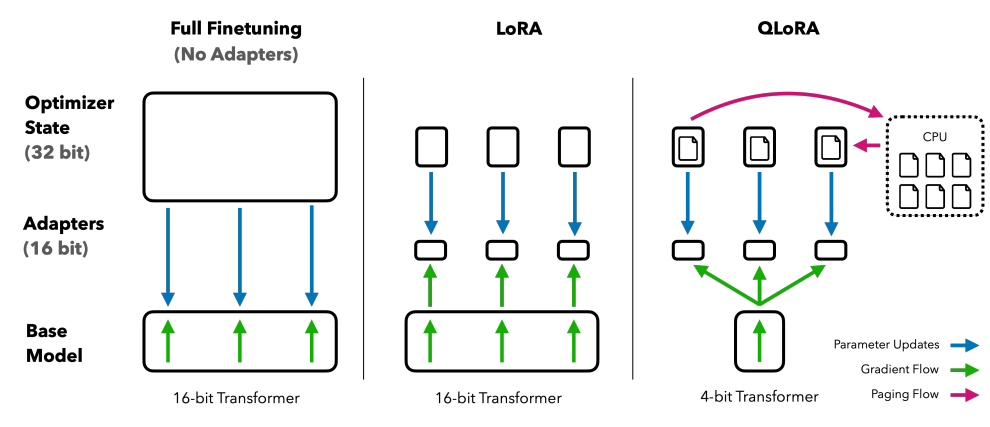 Full Finetuning
(No Adapters)
LoRA
QLoRA
Optimizer
State
(32 bit)
CPU
Adapters
(16 bit)
Base
Model
Parameter Updates
Gradient Flow
Paging Flow
16-bit Transformer
16-bit Transformer
4-bit Transformer